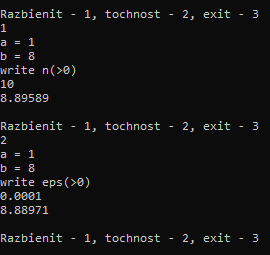 Razbienit - 1, tochnost - 2, exit - 3
1
a = 1
b = 8
write n(>0)
10
8.89589
Razbienit - 1, tochnost - 2, exit - 3
2
a = 1
b = 8
write eps(>0)
0.0001
8.88971
Razbienit - 1, tochnost - 2, exit - 3